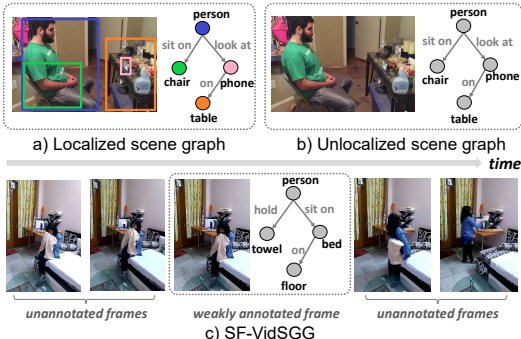 person
sit on
look at
chair
phone
on
table
a) Localized scene graph
person
sit on
look at
chair
phone
on
table
b) Unlocalized scene graph
time
person
hold
sit on
towel
bed
on
floor
unannotated frames
weakly annotated frame
unannotated frames
c) SF-VidSGG